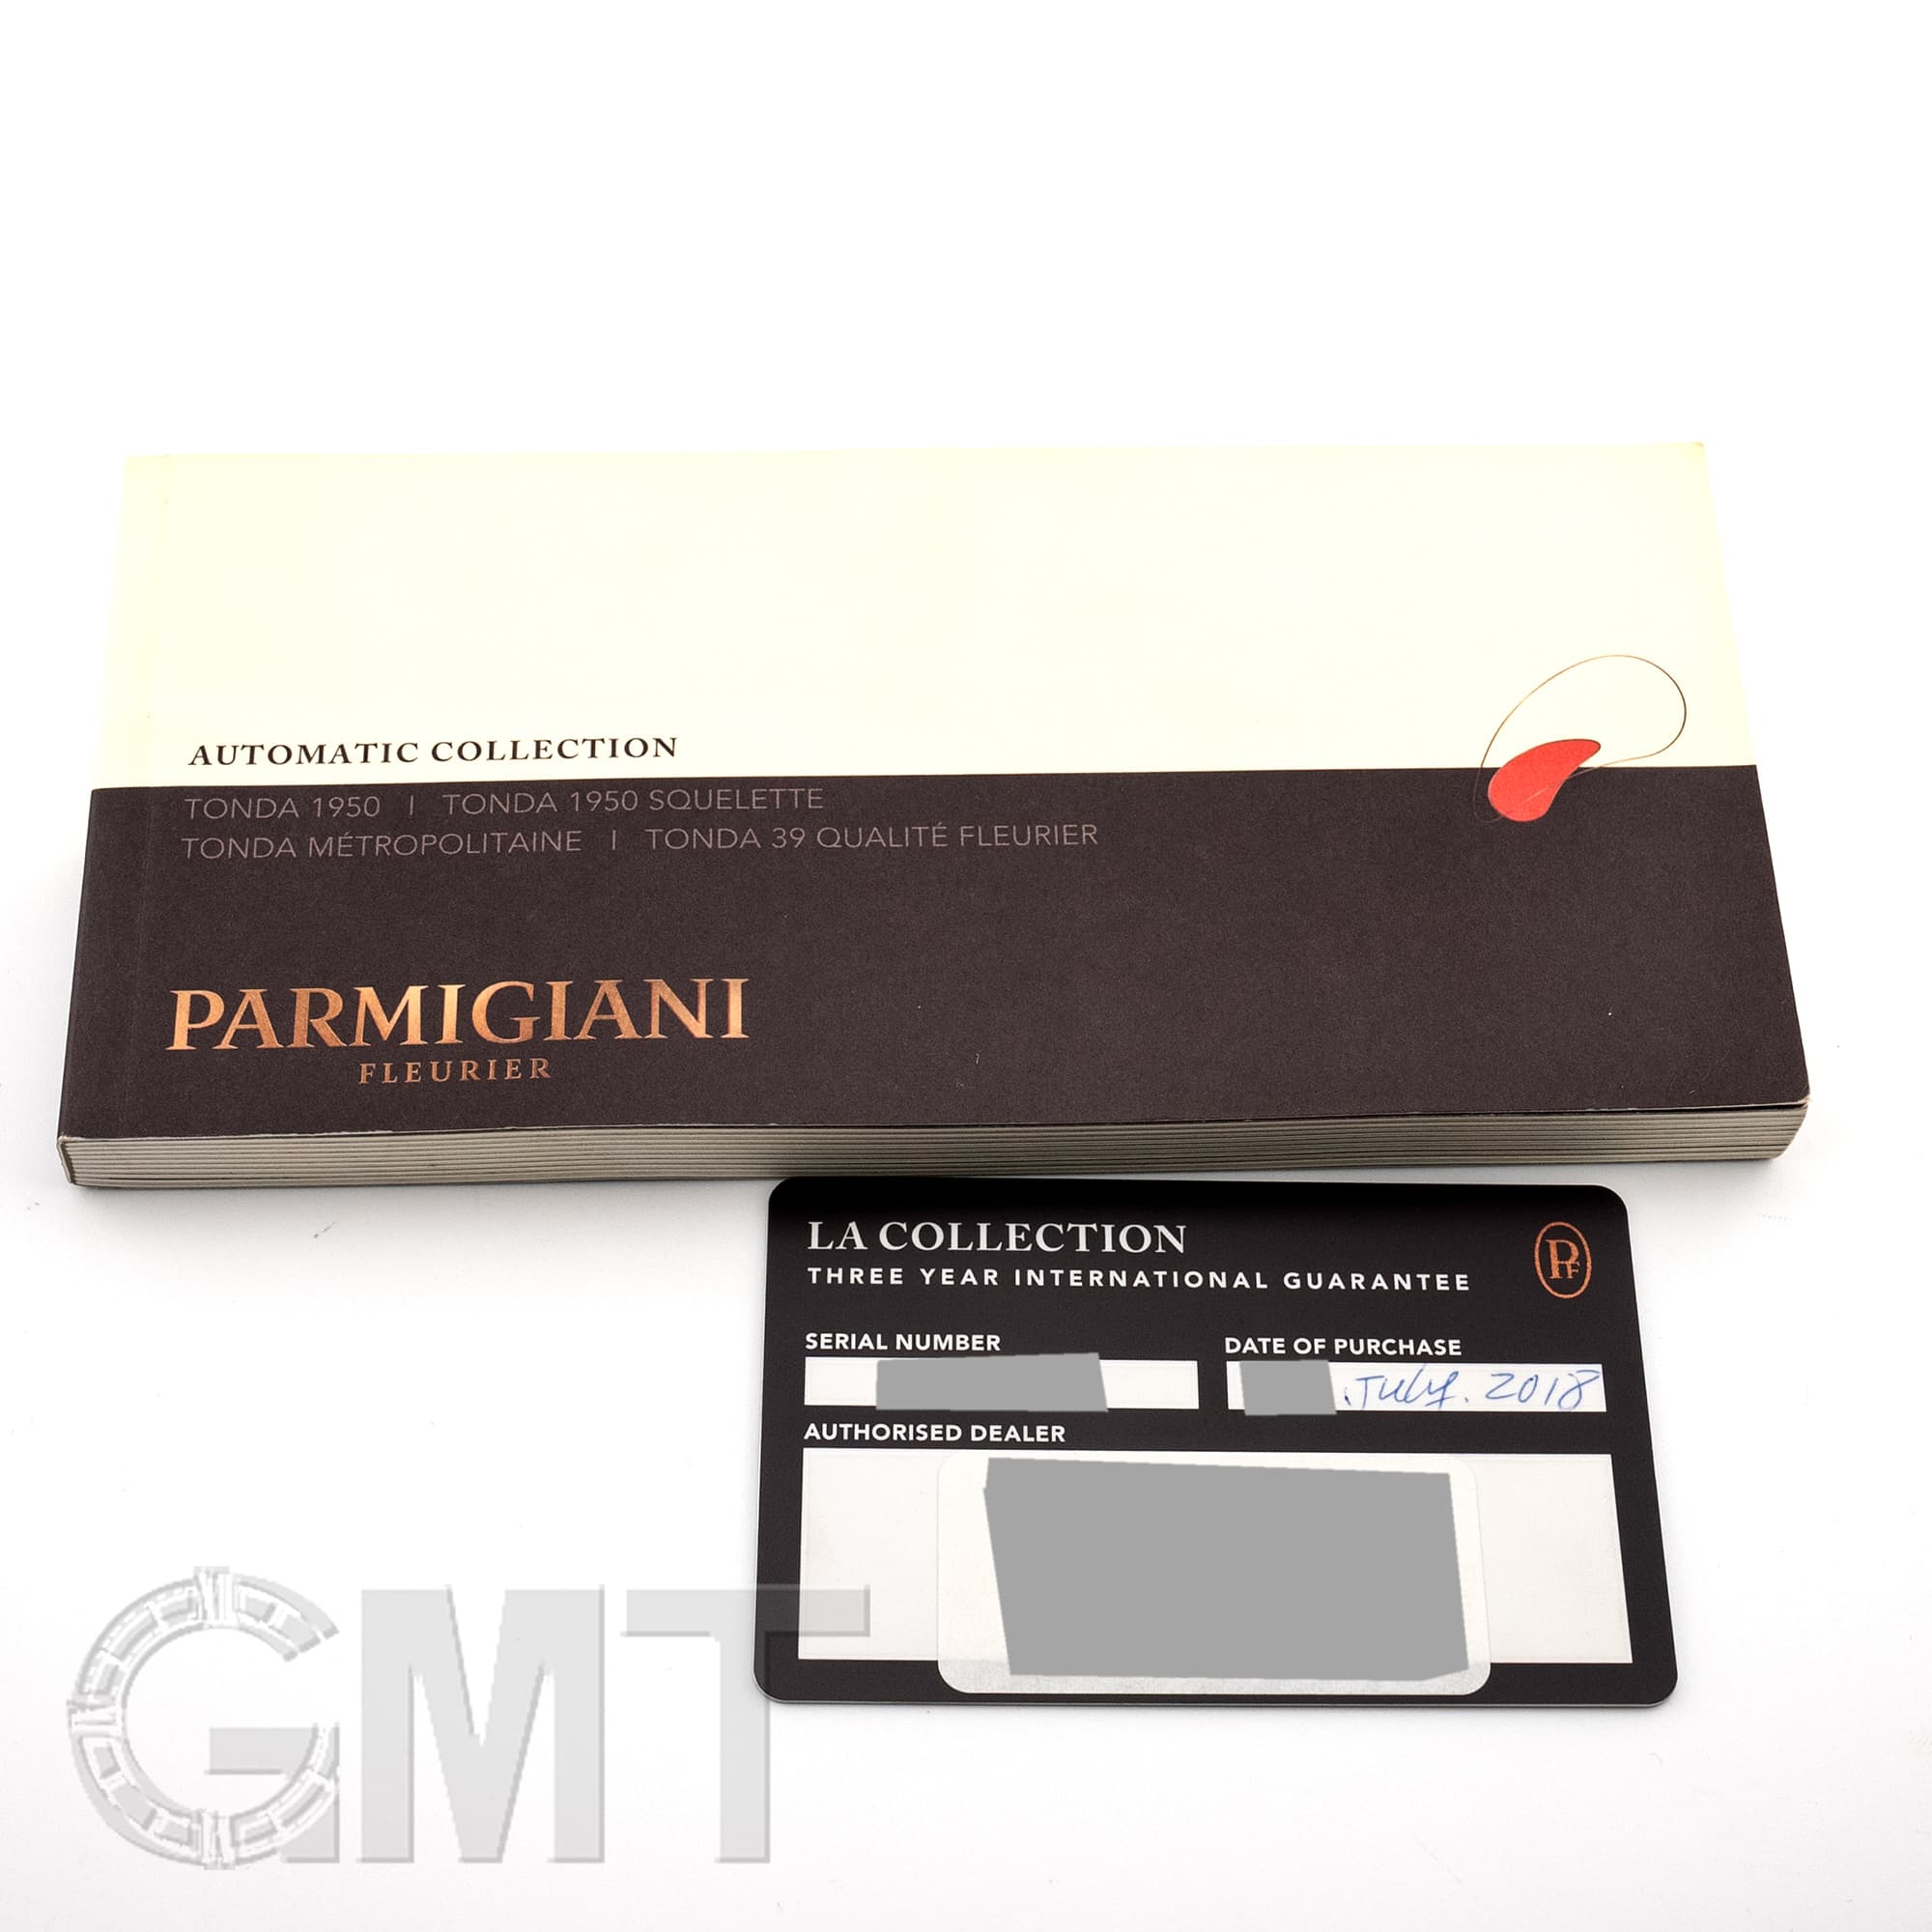 AUTOMATIC COLLECTION
TONDA 1950 | TONDA 1950 SQUELETTE
TONDA MÉTROPOLITAINE | TONDA 39 QUALITÉ FLEURIER
PARMIGIANI
FLEURIER
LA COLLECTION
THREE YEAR INTERNATIONAL GUARANTEE
PF
SERIAL NUMBER
DATE OF PURCHASE
.July. 2018
AUTHORISED DEALER
GMT